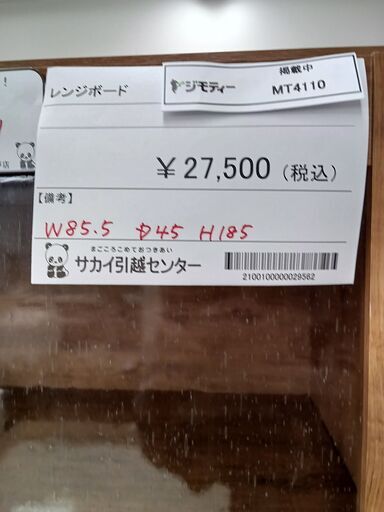 レンジボード
ジモティー
掲載中
MT4110
￥27,500（税込）
【備考】
W85.5 D45 H185
まごころこめておつきあい
サカイ引越センター
2100100000029562